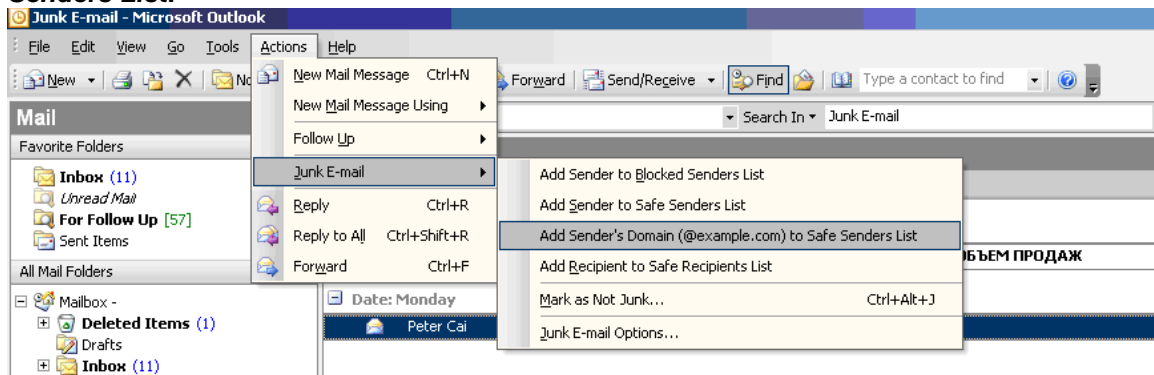 Senders List.
Junk E-mail - Microsoft Outlook
File Edit View Go Tools Actions Help
New Forward Send/Receive Find Type a contact to find
New Mail Message Ctrl+N
New Mail Message Using
Follow Up
Junk E-mail
Reply Ctrl+R
Reply to All Ctrl+Shift+R
Forward Ctrl+F
Add Sender to Blocked Senders List
Add Sender to Safe Senders List
Add Sender's Domain (@example.com) to Safe Senders List
Add Recipient to Safe Recipients List
Mark as Not Junk... Ctrl+Alt+J
Junk E-mail Options...
Mail
Search In Junk E-mail
Favorite Folders
Inbox (11)
Unread Mail
For Follow Up [57]
Sent Items
All Mail Folders
Mailbox -
Deleted Items (1)
Drafts
Inbox (11)
ПРОДАЖ
Date: Monday
Peter Cai